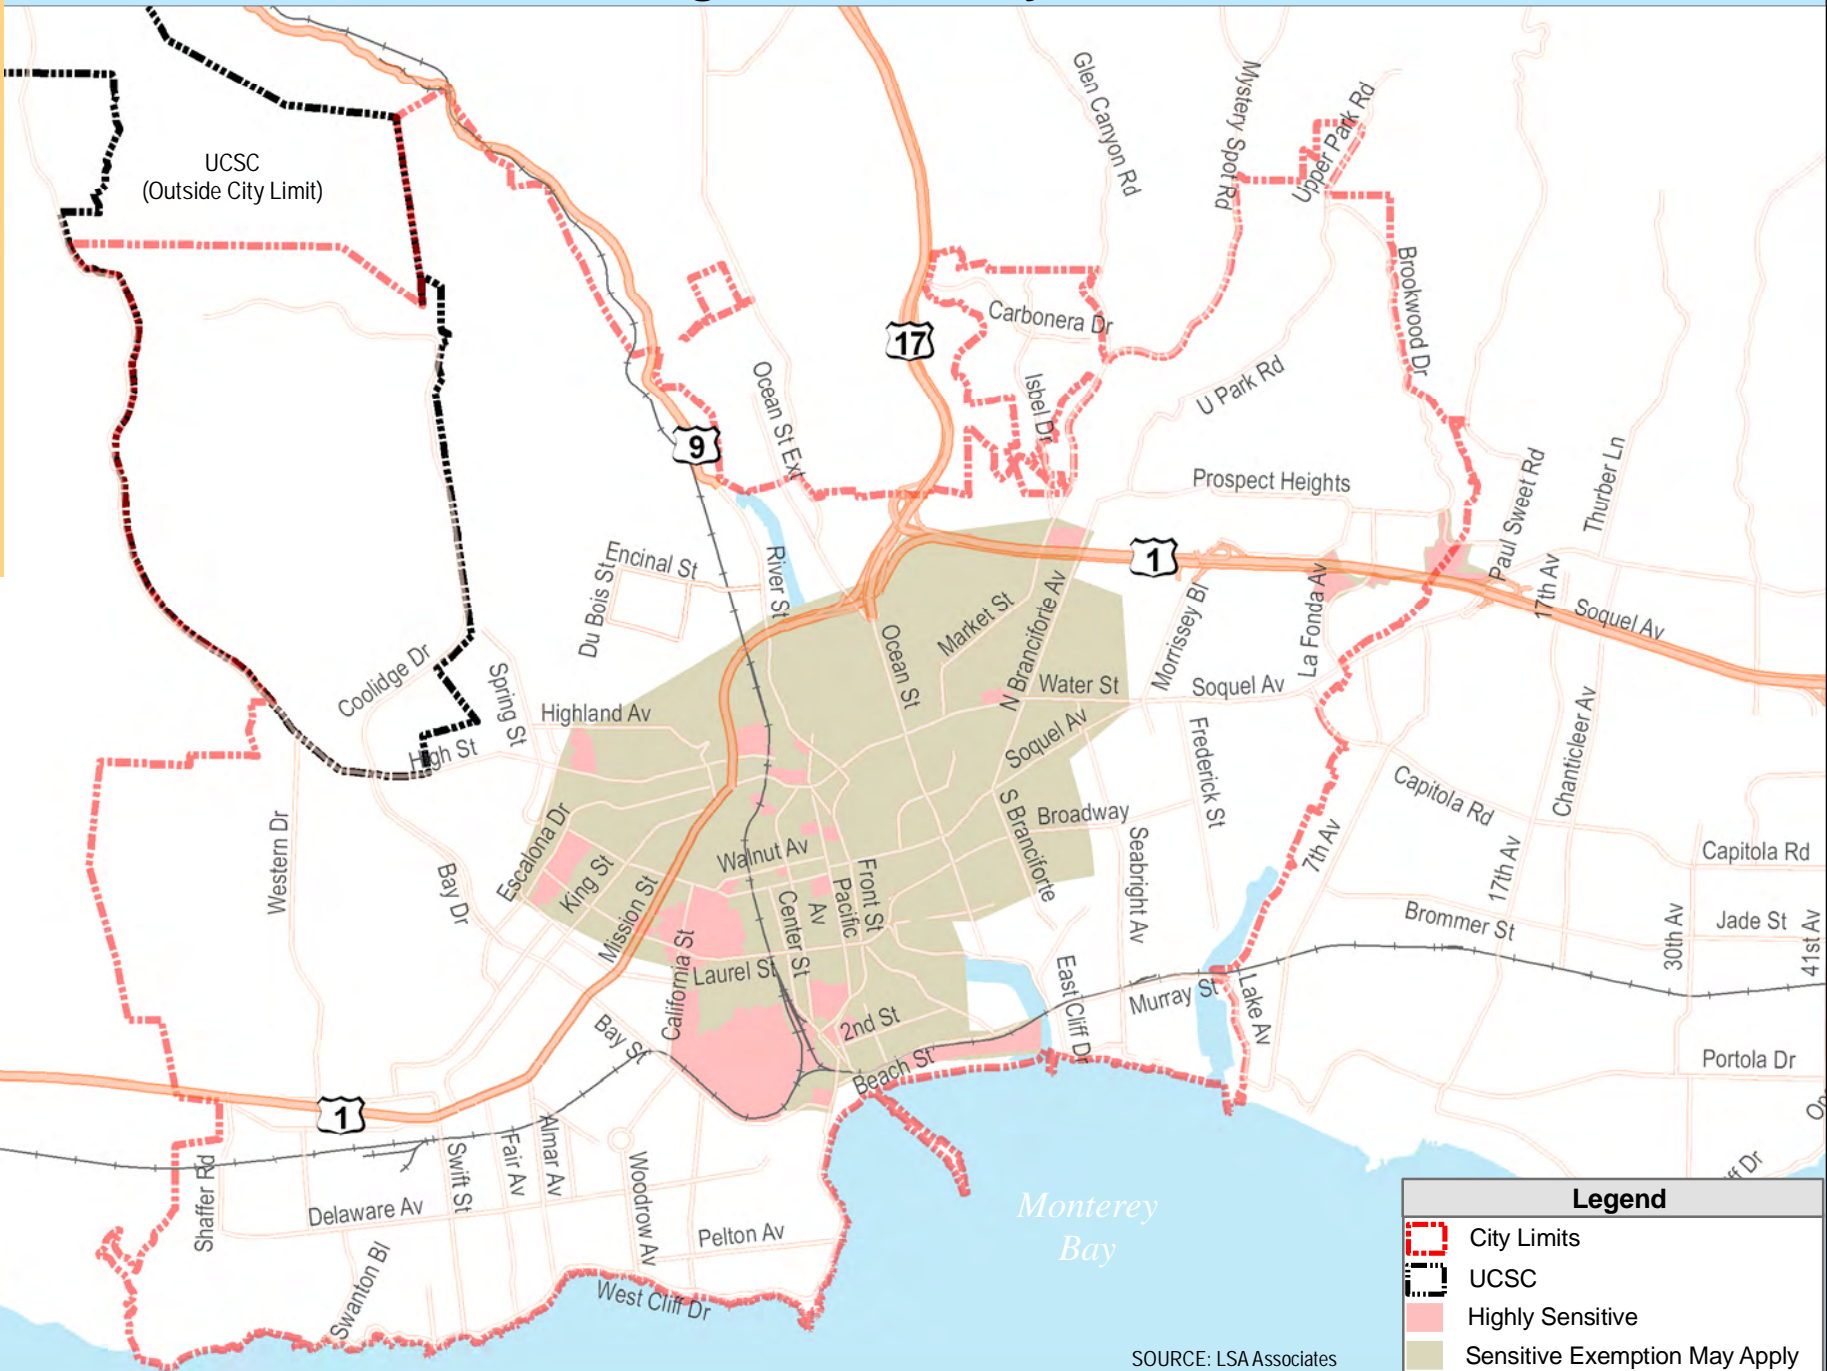 UCSC
(Outside City Limit)
Glen Canyon Rd
Mystery Spot Rd
Upper Park Rd
Brookwood Dr
Carbonera Dr
17
Isbel Dr
U Park Rd
Ocean St Ext
9
Prospect Heights
Paul Sweet Rd
Thurber Ln
1
Encinal St
Du Bois St
River St
Market St
N Branciforte Av
Morrissey Bl
La Fonda Av
17th Av
Soquel Av
Ocean St
Coolidge Dr
Spring St
Highland Av
High St
Water St
Soquel Av
Soquel Av
Frederick St
Chanticleer Av
Capitola Rd
Western Dr
Bay Dr
Escalona Dr
King St
Mission St
Walnut Av
S Branciforte
Broadway
Seabright Av
7th Av
17th Av
Capitola Rd
Front St
Pacific
Av
Center St
California St
Laurel St
Brommer St
30th Av
Jade St
41st Av
2nd St
East Cliff Dr
Murray St
Lake Av
Bay St
Beach St
Portola Dr
1
Shaffer Rd
Swift St
Fair Av
Almar Av
Woodrow Av
Delaware Av
Pelton Av
Swanton Bl
West Cliff Dr
Monterey
Bay
Legend
City Limits
UCSC
Highly Sensitive
Sensitive Exemption May Apply
SOURCE: LSA Associates